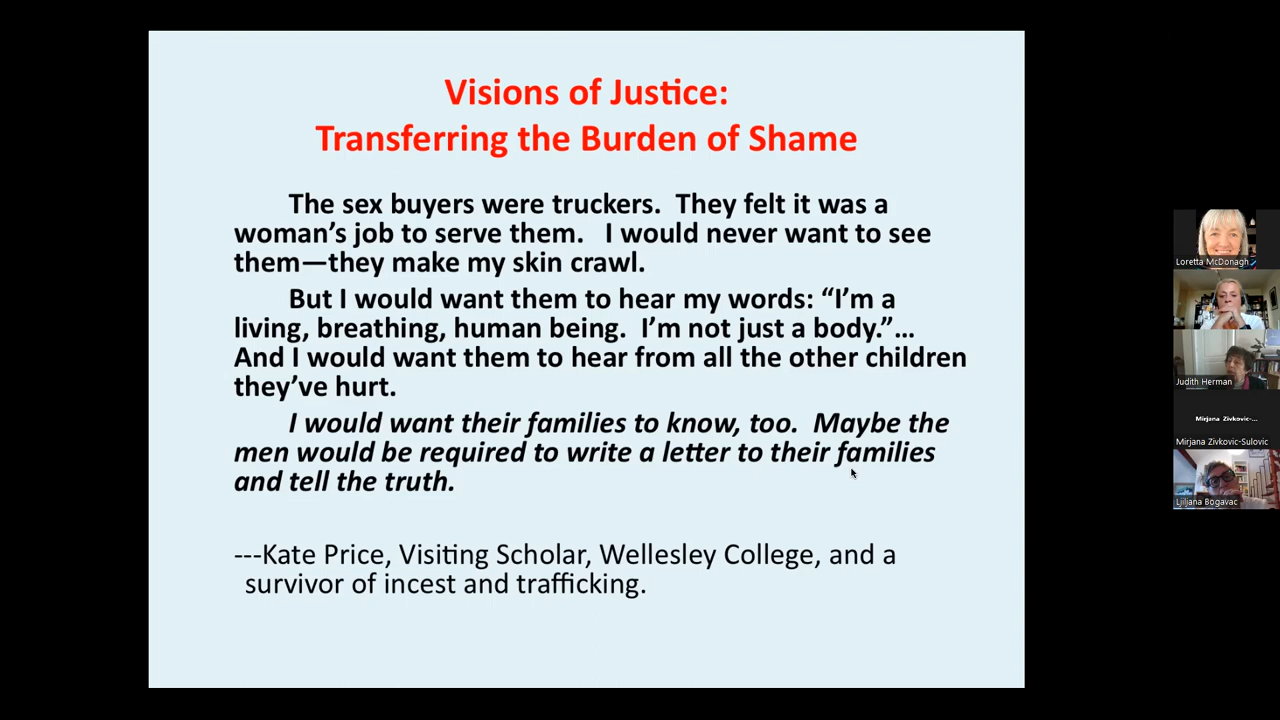 Visions of Justice:
Transferring the Burden of Shame
The sex buyers were truckers.  They felt it was a
woman’s job to serve them.   I would never want to see
them—they make my skin crawl.
But I would want them to hear my words: “I’m a
living, breathing, human being.  I’m not just a body.”…
And I would want them to hear from all the other children
they’ve hurt.
I would want their families to know, too.  Maybe the
men would be required to write a letter to their families
and tell the truth.
---Kate Price, Visiting Scholar, Wellesley College, and a
survivor of incest and trafficking.
Loretta McDonagh
Judith Herman
Mirjana Zivkovic-...
Mirjana Zivkovic-Sulovic
Ljiljana Bogavac